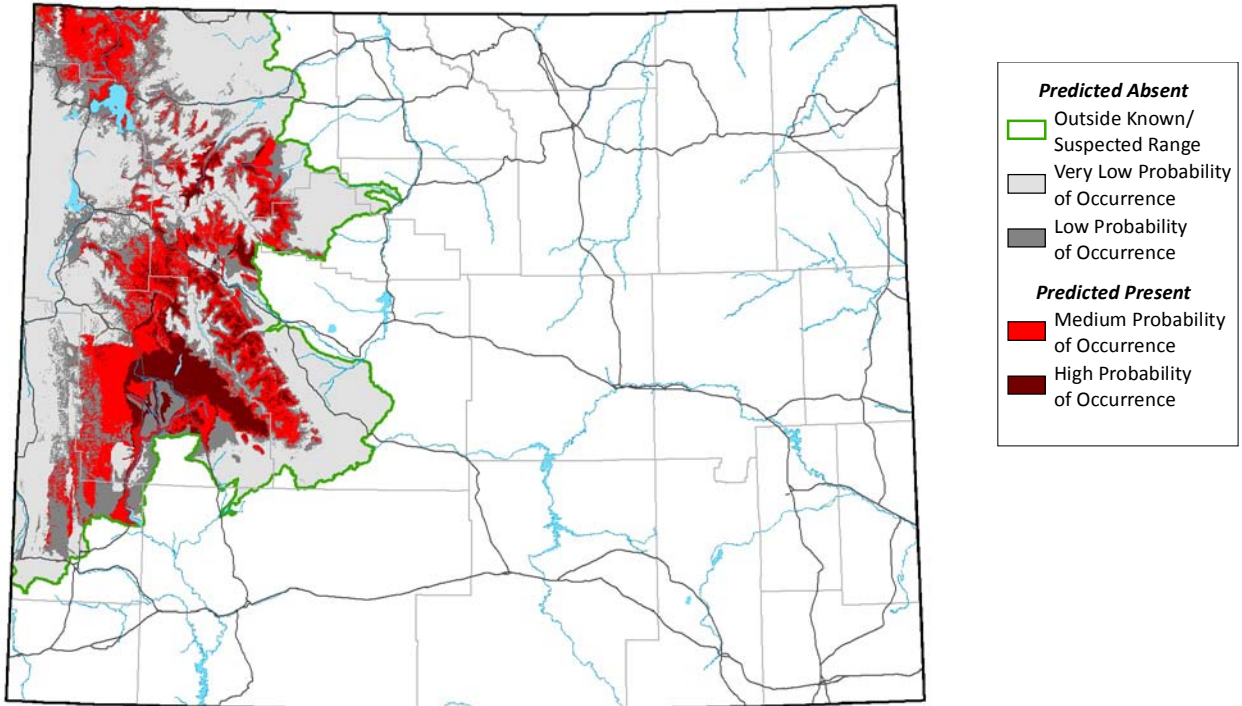 Predicted Absent
Outside Known/
Suspected Range
Very Low Probability
of Occurrence
Low Probability
of Occurrence
Predicted Present
Medium Probability
of Occurrence
High Probability
of Occurrence